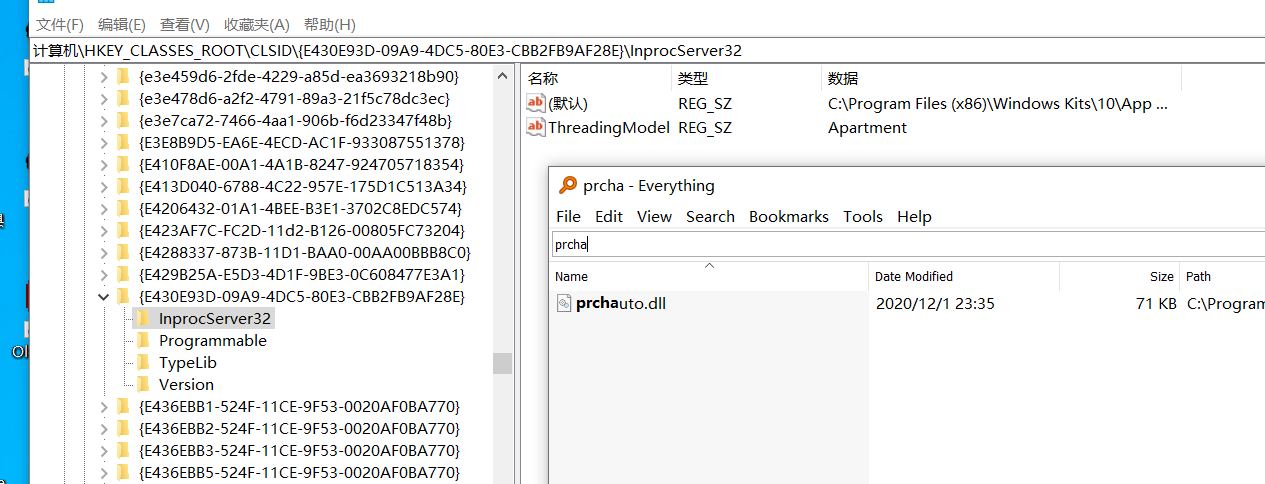 文件(F) 编辑(E) 查看(V) 收藏夹(A) 帮助(H)
计算机\HKEY_CLASSES_ROOT\CLSID\{E430E93D-09A9-4DC5-80E3-CBB2FB9AF28E}\InprocServer32
{e3e459d6-2fde-4229-a85d-ea3693218b90}
{e3e478d6-a2f2-4791-89a3-21f5c78dc3ec}
{e3e7ca72-7466-4aa1-906b-f6d23347f48b}
{E3E8B9D5-EA6E-4ECD-AC1F-933087551378}
{E410F8AE-00A1-4A1B-8247-924705718354}
{E413D040-6788-4C22-957E-175D1C513A34}
{E4206432-01A1-4BEE-B3E1-3702C8EDC574}
{E423AF7C-FC2D-11d2-B126-00805FC73204}
{E4288337-873B-11D1-BAA0-00AA00BBB8C0}
{E429B25A-E5D3-4D1F-9BE3-0C608477E3A1}
{E430E93D-09A9-4DC5-80E3-CBB2FB9AF28E}
InprocServer32
Programmable
TypeLib
Version
{E436EBB1-524F-11CE-9F53-0020AF0BA770}
{E436EBB2-524F-11CE-9F53-0020AF0BA770}
{E436EBB3-524F-11CE-9F53-0020AF0BA770}
{E436EBB5-524F-11CE-9F53-0020AF0BA770}
名称 类型 数据
ab (默认) REG_SZ C:\Program Files (x86)\Windows Kits\10\App ...
ab ThreadingModel REG_SZ Apartment
prcha - Everything
File Edit View Search Bookmarks Tools Help
prcha
Name Date Modified Size Path
prchauto.dll 2020/12/1 23:35 71 KB C:\Program